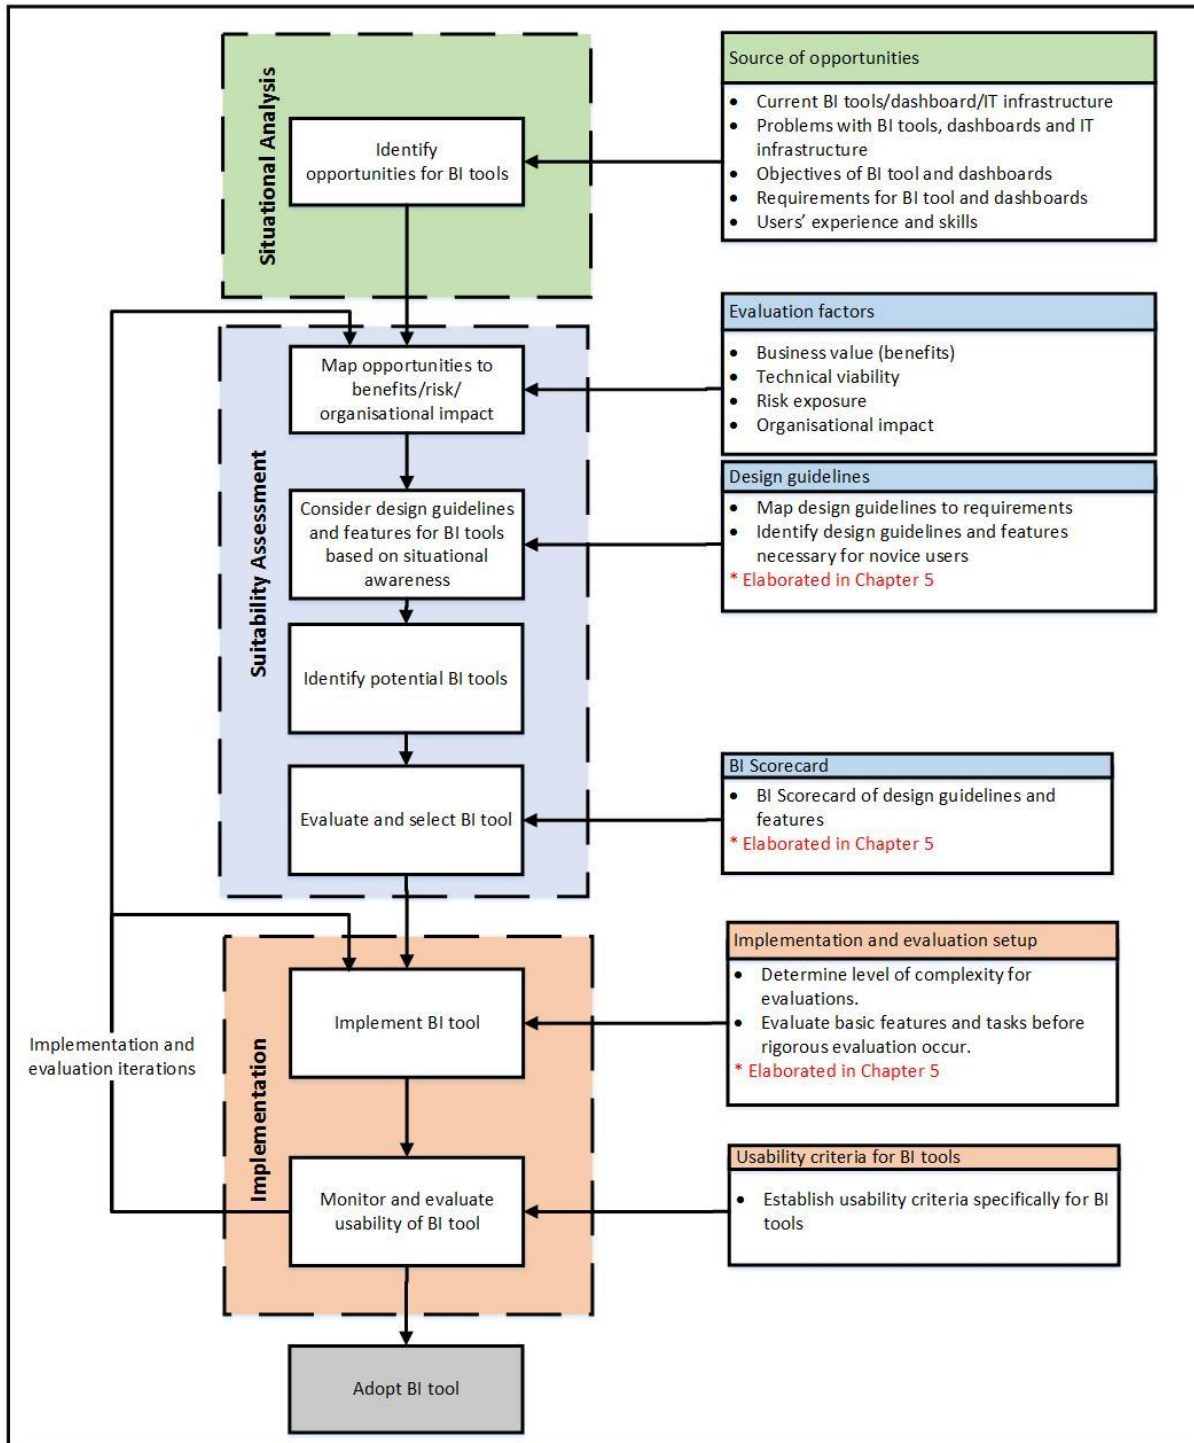 Situational Analysis
Identify
opportunities for BI tools
Source of opportunities
• Current BI tools/dashboard/IT infrastructure
• Problems with BI tools, dashboards and IT
infrastructure
• Objectives of BI tool and dashboards
• Requirements for BI tool and dashboards
• Users’ experience and skills
Suitability Assessment
Map opportunities to
benefits/risk/
organisational impact
Evaluation factors
• Business value (benefits)
• Technical viability
• Risk exposure
• Organisational impact
Consider design guidelines
and features for BI tools
based on situational
awareness
Design guidelines
• Map design guidelines to requirements
• Identify design guidelines and features
necessary for novice users
* Elaborated in Chapter 5
Identify potential BI tools
Evaluate and select BI tool
BI Scorecard
• BI Scorecard of design guidelines and
features
* Elaborated in Chapter 5
Implementation
Implement BI tool
Implementation and evaluation setup
• Determine level of complexity for
evaluations.
• Evaluate basic features and tasks before
rigorous evaluation occur.
* Elaborated in Chapter 5
Implementation and
evaluation iterations
Monitor and evaluate
usability of BI tool
Usability criteria for BI tools
• Establish usability criteria specifically for BI
tools
Adopt BI tool